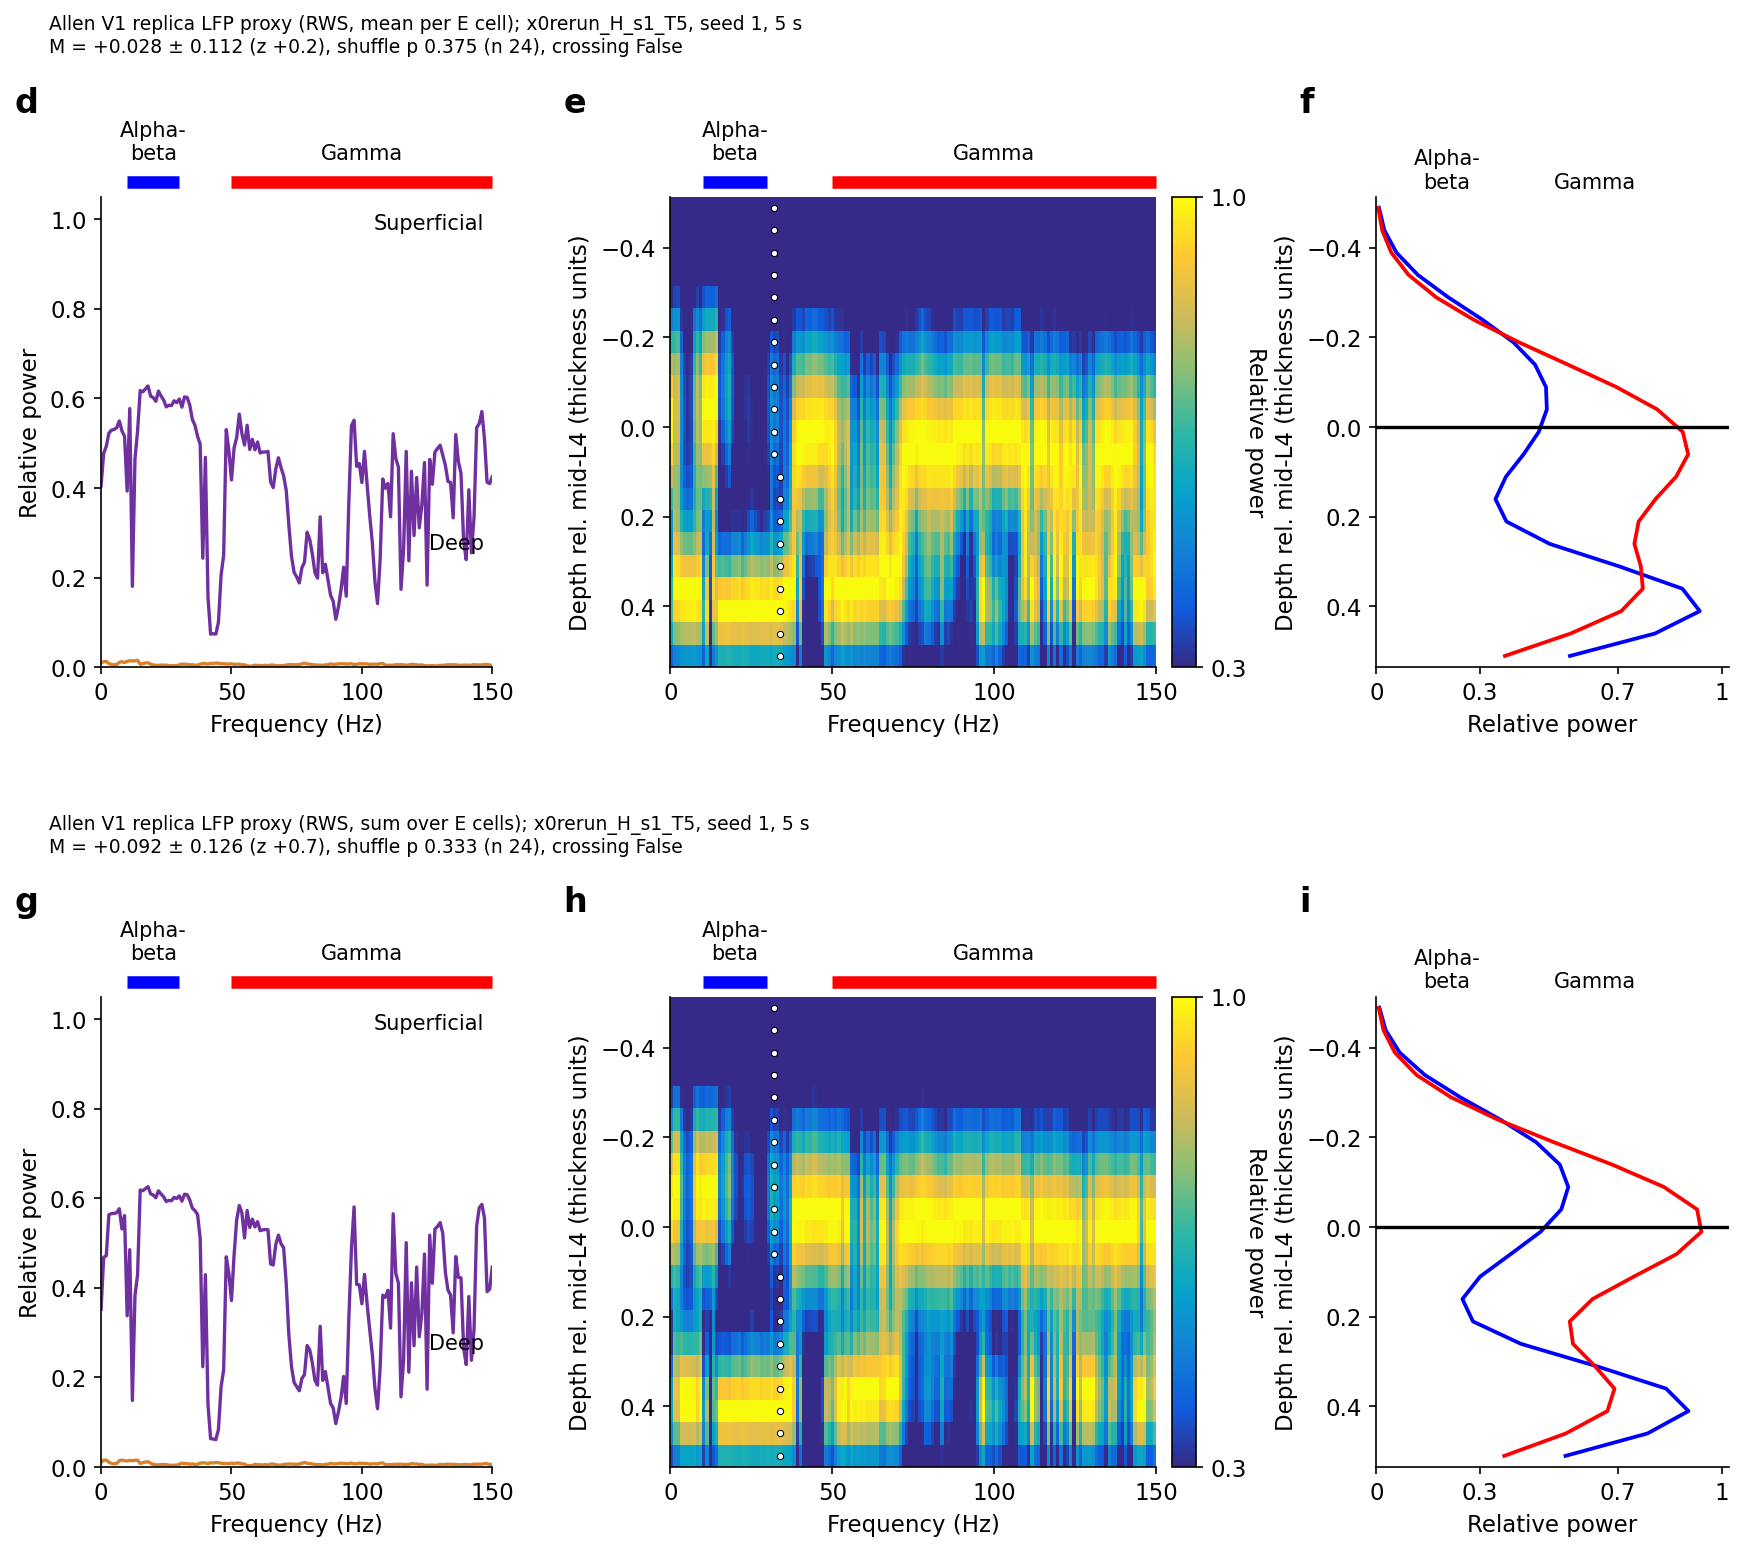 Allen V1 replica LFP proxy (RWS, mean per E cell); x0rerun_H_s1_T5, seed 1, 5 s
M = +0.028 ± 0.112 (z +0.2), shuffle p 0.375 (n 24), crossing False
d
Alpha-
beta
Gamma
Superficial
Deep
1.0
0.8
0.6
0.4
0.2
0.0
Relative power
0
50
100
150
Frequency (Hz)
e
Alpha-
beta
Gamma
−0.4
−0.2
0.0
0.2
0.4
Depth rel. mid-L4 (thickness units)
0
50
100
150
Frequency (Hz)
1.0
0.3
Relative power
f
Alpha-
beta
Gamma
−0.4
−0.2
0.0
0.2
0.4
Depth rel. mid-L4 (thickness units)
0
0.3
0.7
1
Relative power
Allen V1 replica LFP proxy (RWS, sum over E cells); x0rerun_H_s1_T5, seed 1, 5 s
M = +0.092 ± 0.126 (z +0.7), shuffle p 0.333 (n 24), crossing False
g
Alpha-
beta
Gamma
Superficial
Deep
1.0
0.8
0.6
0.4
0.2
0.0
Relative power
0
50
100
150
Frequency (Hz)
h
Alpha-
beta
Gamma
−0.4
−0.2
0.0
0.2
0.4
Depth rel. mid-L4 (thickness units)
0
50
100
150
Frequency (Hz)
1.0
0.3
Relative power
i
Alpha-
beta
Gamma
−0.4
−0.2
0.0
0.2
0.4
Depth rel. mid-L4 (thickness units)
0
0.3
0.7
1
Relative power